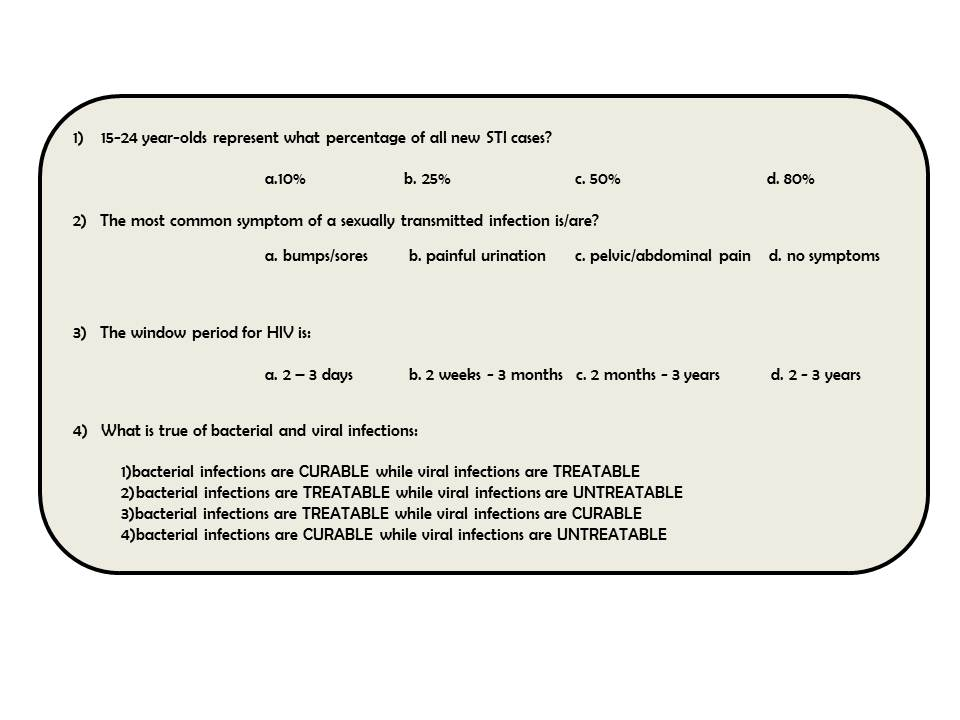 1) 15-24 year-olds represent what percentage of all new STI cases?
a.10% b. 25% c. 50% d. 80%
2) The most common symptom of a sexually transmitted infection is/are?
a. bumps/sores b. painful urination c. pelvic/abdominal pain d. no symptoms
3) The window period for HIV is:
a. 2 – 3 days b. 2 weeks - 3 months c. 2 months - 3 years d. 2 - 3 years
4) What is true of bacterial and viral infections:
1)bacterial infections are CURABLE while viral infections are TREATABLE
2)bacterial infections are TREATABLE while viral infections are UNTREATABLE
3)bacterial infections are TREATABLE while viral infections are CURABLE
4)bacterial infections are CURABLE while viral infections are UNTREATABLE